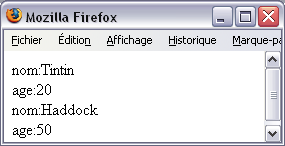 Mozilla Firefox
Fichier Édition Affichage Historique Marque-pa
nom:Tintin
age:20
nom:Haddock
age:50